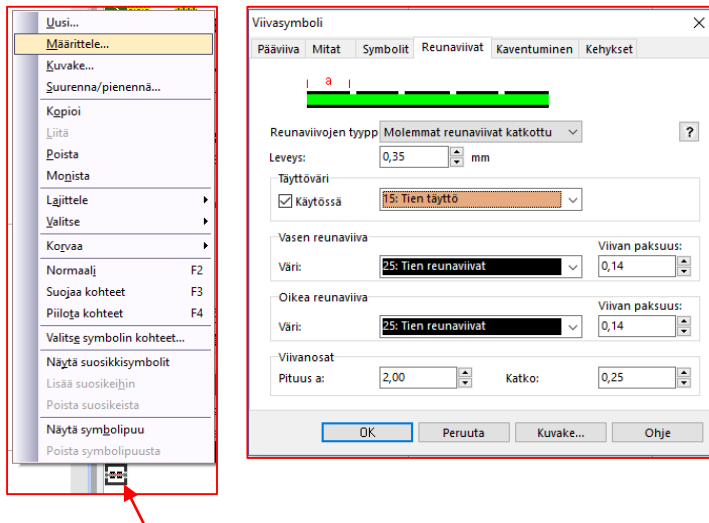 Uusi...
Määrittele...
Kuvake...
Suurenna/pienennä...
Kopioi
Liitä
Poista
Monista
Lajittele
Valitse
Korvaa
Normaali F2
Suojaa kohteet F3
Piilota kohteet F4
Valitse symbolin kohteet...
Näytä suosikkisymbolit
Lisää suosikeihin
Poista suosikeista
Näytä symbolipuu
Poista symbolipuusta
Viivasymboli
Pääviiva Mitat Symbolit Reunaviivat Kaventuminen Kehykset
a
Reunaviivojen tyypp Molemmat reunaviivat katkottu ?
Leveys: 0,35 mm
Täyttöväri
Käytössä 15: Tien täyttö
Vasen reunaviiva
Viivan paksuus:
Väri: 25: Tien reunaviivat 0,14
Oikea reunaviiva
Viivan paksuus:
Väri: 25: Tien reunaviivat 0,14
Viivanosat
Pituus a: 2,00 Katko: 0,25
OK Peruuta Kuvake... Ohje